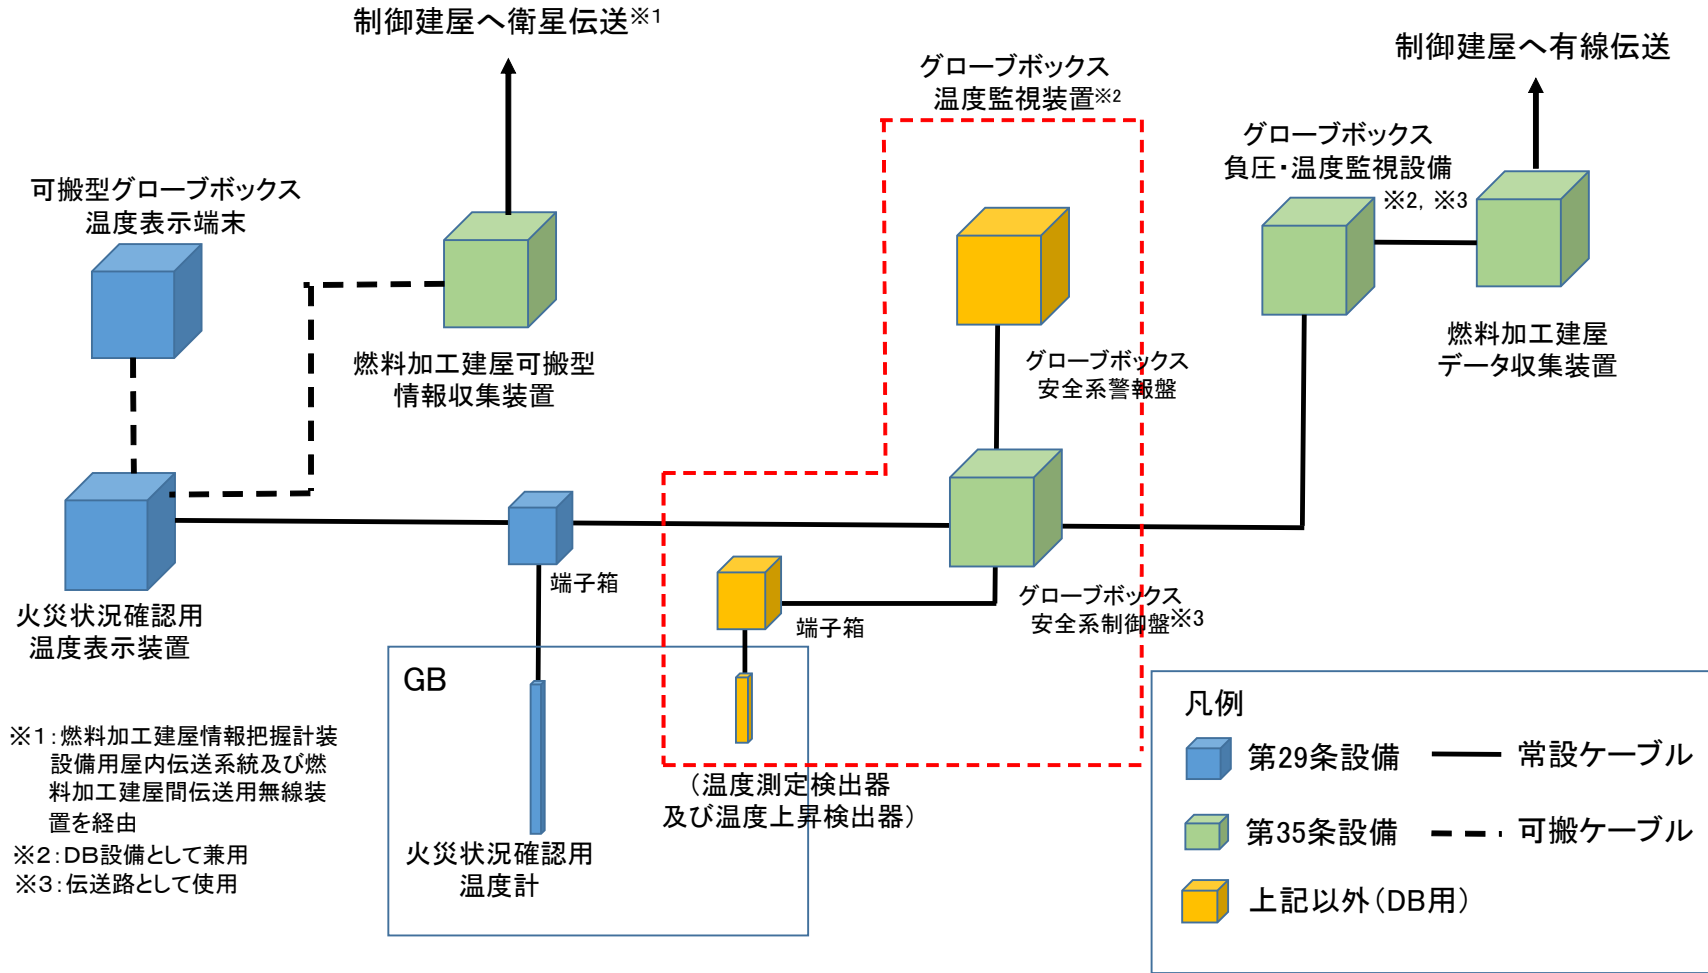 制御建屋へ衛星伝送※1
制御建屋へ有線伝送
グローブボックス
温度監視装置※2
グローブボックス
負圧・温度監視設備
※2, ※3
可搬型グローブボックス
温度表示端末
燃料加工建屋可搬型
情報収集装置
グローブボックス
安全系警報盤
燃料加工建屋
データ収集装置
火災状況確認用
温度表示装置
端子箱
端子箱
グローブボックス
安全系制御盤※3
GB
火災状況確認用
温度計
(温度測定検出器
及び温度上昇検出器)
※1:燃料加工建屋情報把握計装
設備用屋内伝送系統及び燃
料加工建屋間伝送用無線装
置を経由
※2:DB設備として兼用
※3:伝送路として使用
凡例
第29条設備
常設ケーブル
第35条設備
可搬ケーブル
上記以外(DB用)